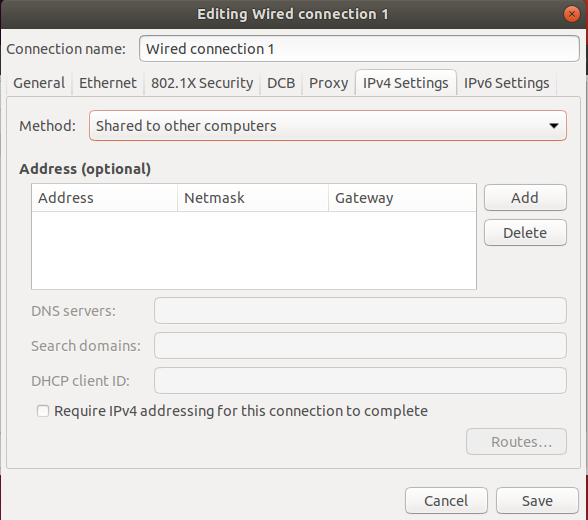 Editing Wired connection 1
Connection name: Wired connection 1
General Ethernet 802.1X Security DCB Proxy IPv4 Settings IPv6 Settings
Method: Shared to other computers
Address (optional)
Address Netmask Gateway Add
Delete
DNS servers:
Search domains:
DHCP client ID:
Require IPv4 addressing for this connection to complete
Routes...
Cancel Save